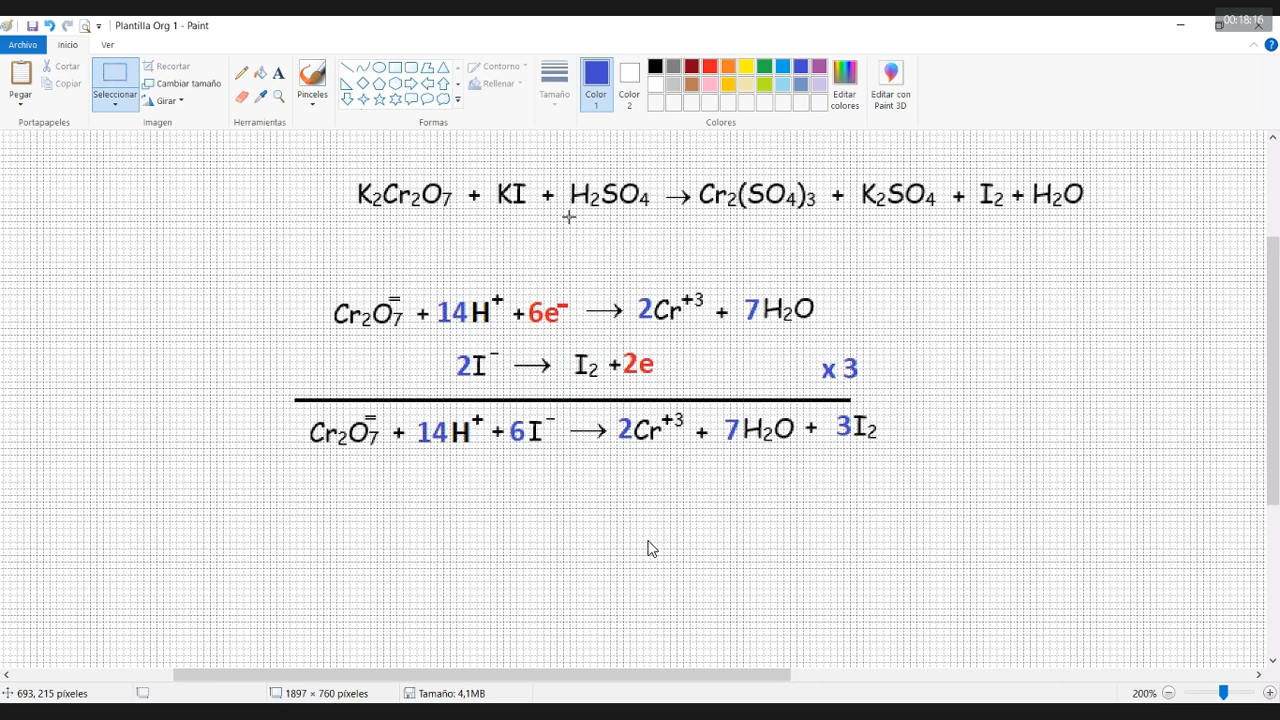 00:18:16
Plantilla Org 1 - Paint
Archivo Inicio Ver
Pegar
Cortar
Copiar
Portapapeles
Seleccionar
Recortar
Cambiar tamaño
Girar
Imagen
A
Herramientas
Pinceles
Contorno
Rellenar
Formas
Tamaño
Color 1
Color 2
Editar colores
Colores
Editar con Paint 3D
K₂Cr₂O₇ + KI + H₂SO₄ → Cr₂(SO₄)₃ + K₂SO₄ + I₂ + H₂O
Cr₂O₇⁼ + 14H⁺ + 6e⁻ → 2Cr⁺³ + 7H₂O
2I⁻ → I₂ + 2e x 3
Cr₂O₇⁼ + 14H⁺ + 6I⁻ → 2Cr⁺³ + 7H₂O + 3I₂
693, 215 píxeles 1897 × 760 píxeles Tamaño: 4,1MB 200%